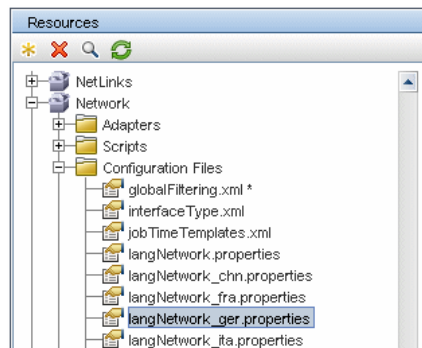 Resources
NetLinks
Network
Adapters
Scripts
Configuration Files
globalFiltering.xml *
interfaceType.xml
jobTimeTemplates.xml
langNetwork.properties
langNetwork_chn.properties
langNetwork_fra.properties
langNetwork_ger.properties
langNetwork_ita.properties